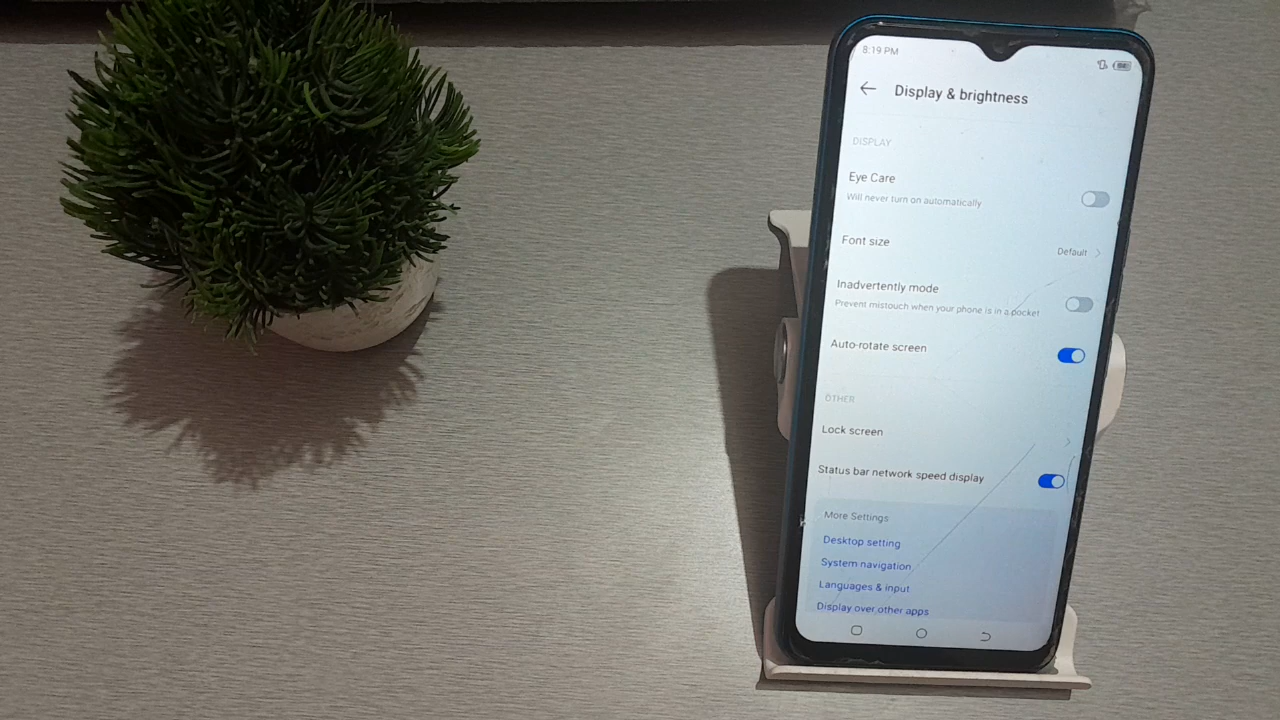 8:19 PM
Display & brightness
DISPLAY
Eye Care
Will never turn on automatically
Font size
Default
Inadvertently mode
Prevent mistouch when your phone is in a pocket
Auto-rotate screen
OTHER
Lock screen
Status bar network speed display
More Settings
Desktop setting
System navigation
Languages & input
Display over other apps